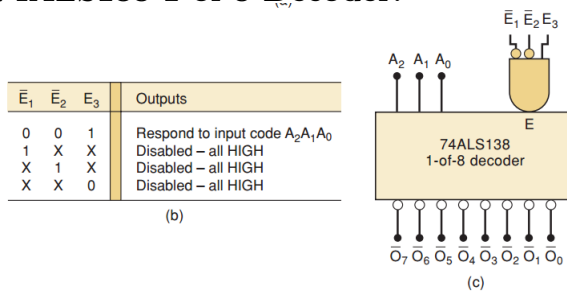 (a)
Ē₁ Ē₂ E₃ Outputs
0 0 1 Respond to input code A₂A₁A₀
1 X X Disabled – all HIGH
X 1 X Disabled – all HIGH
X X 0 Disabled – all HIGH
(b)
Ē₁ Ē₂ E₃
A₂ A₁ A₀
E
74ALS138
1-of-8 decoder
Ō₇ Ō₆ Ō₅ Ō₄ Ō₃ Ō₂ Ō₁ Ō₀
(c)